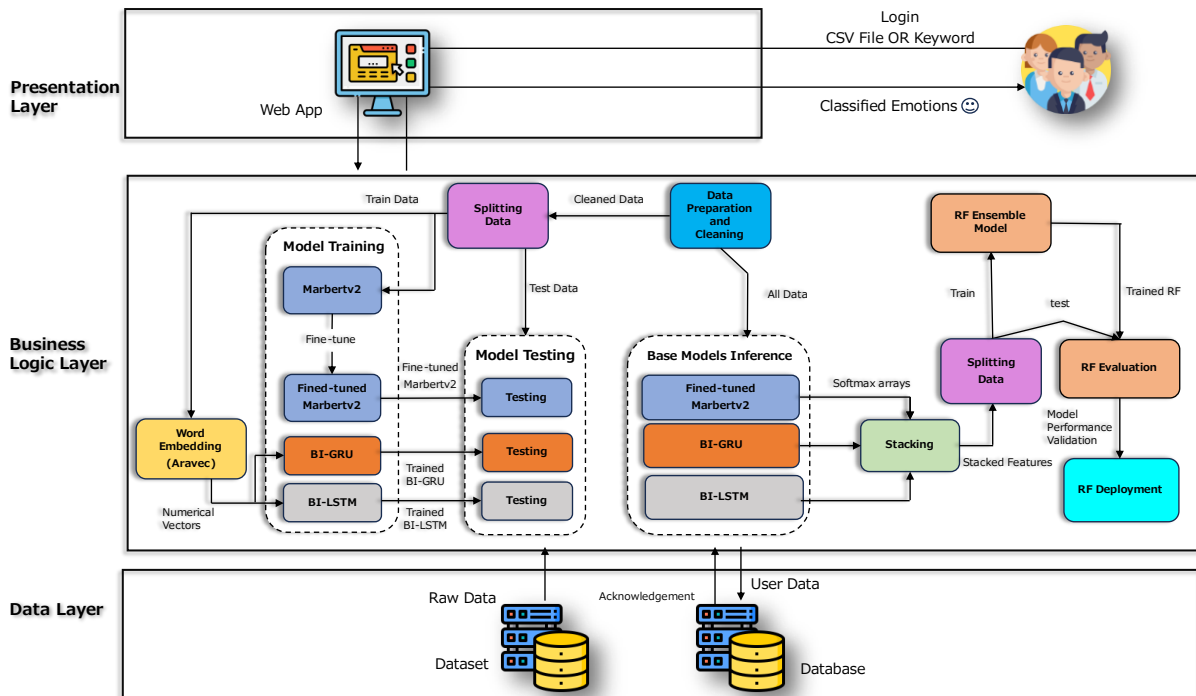 Login
CSV File OR Keyword
Presentation
Layer
Web App
Classified Emotions
Train Data
Splitting
Data
Cleaned Data
Data
Preparation
and
Cleaning
RF Ensemble
Model
Model Training
Marbertv2
Test Data
All Data
Train
test
Trained RF
Fine-tune
Business
Logic Layer
Model Testing
Base Models Inference
Splitting
Data
RF Evaluation
Fined-tuned
Marbertv2
Fine-tuned
Marbertv2
Testing
Fined-tuned
Marbertv2
Softmax arrays
Model
Performance
Validation
Word
Embedding
(Aravec)
BI-GRU
Testing
BI-GRU
Stacking
Stacked Features
Trained
BI-GRU
BI-LSTM
Testing
BI-LSTM
RF Deployment
Numerical
Vectors
Trained
BI-LSTM
Data Layer
Raw Data
Acknowledgement
User Data
Dataset
Database